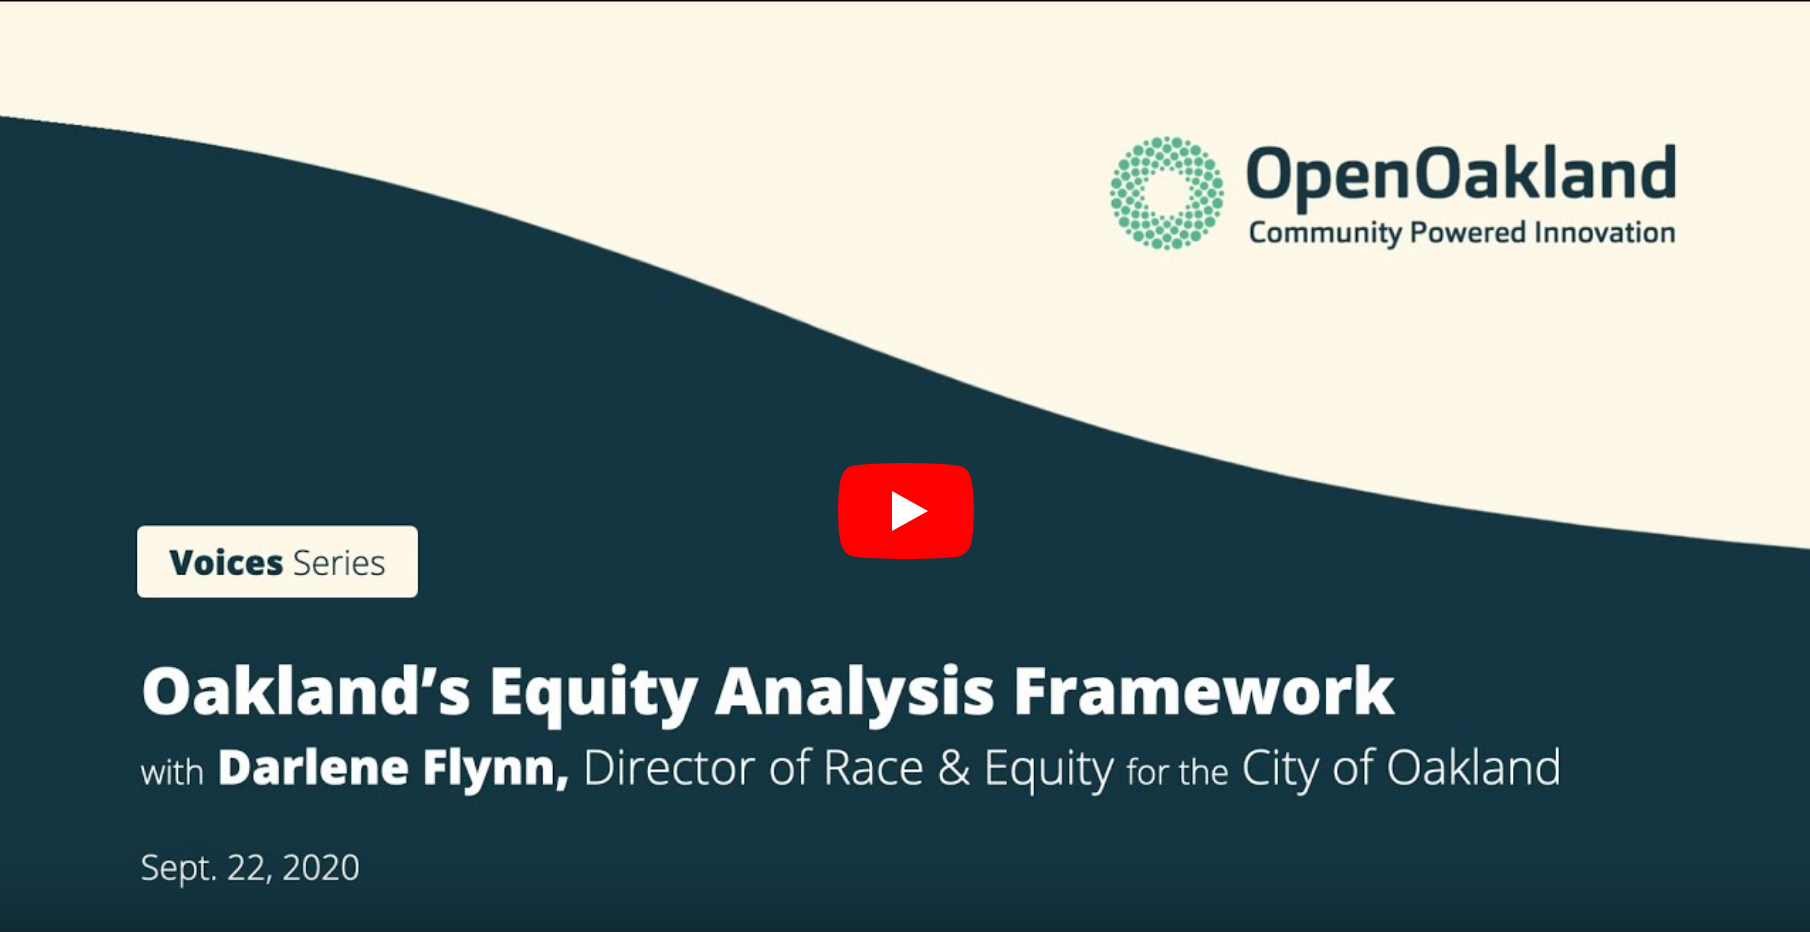 OpenOakland
Community Powered Innovation
Voices Series
Oakland’s Equity Analysis Framework
with Darlene Flynn, Director of Race & Equity for the City of Oakland
Sept. 22, 2020